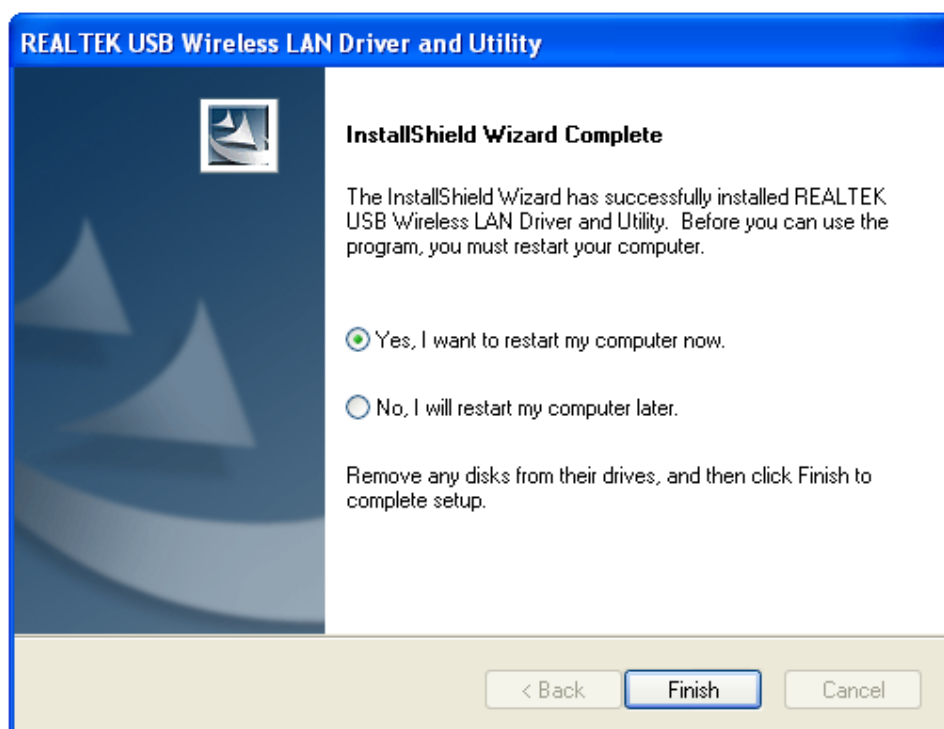 REALTEK USB Wireless LAN Driver and Utility
InstallShield Wizard Complete
The InstallShield Wizard has successfully installed REALTEK
USB Wireless LAN Driver and Utility.  Before you can use the
program, you must restart your computer.
Yes, I want to restart my computer now.
No, I will restart my computer later.
Remove any disks from their drives, and then click Finish to
complete setup.
< Back Finish Cancel